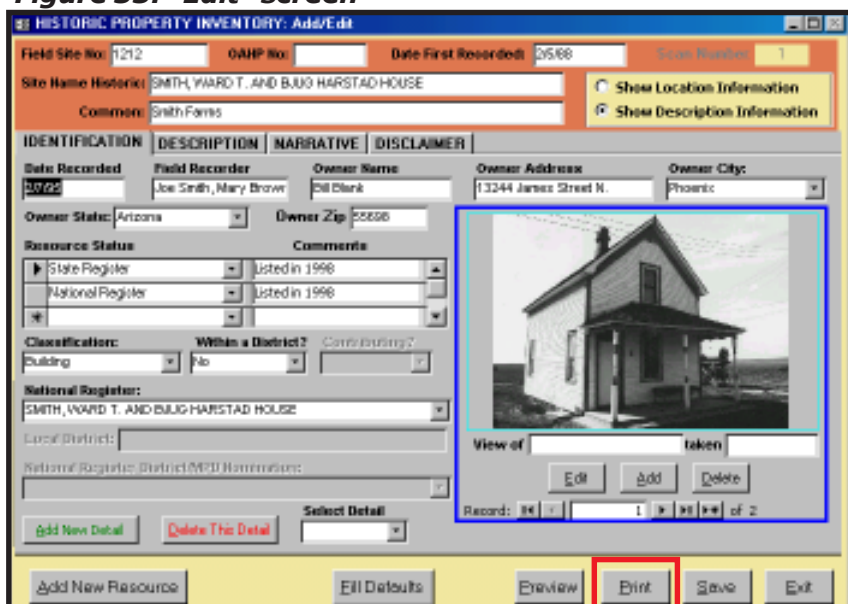 Figure 33: "Edit" screen
HISTORIC PROPERTY INVENTORY: Add/Edit
Field Site No: 1212 OAHP No: Date First Recorded: 2/5/88 Scan Number 1
Site Name Historic: SMITH, WARD T. AND BJUG HARSTAD HOUSE
Common: Smith Farms
Show Location Information
Show Description Information
IDENTIFICATION DESCRIPTION NARRATIVE DISCLAIMER
Date Recorded Field Recorder Owner Name Owner Address Owner City:
Joe Smith, Mary Brown Bill Blank 13244 James Street N. Phoenix
Owner State: Arizona Owner Zip
Resource Status Comments
State Register Listed in 1998
National Register Listed in 1998
Classification: Within a District? Contributing?
Building No
National Register:
SMITH, WARD T. AND BJUG HARSTAD HOUSE
Local District:
National Register District/MPD Nomination:
View of taken
Edit Add Delete
Record: 1 of 2
Add New Detail Delete This Detail Select Detail
Add New Resource Fill Defaults Preview Print Save Exit